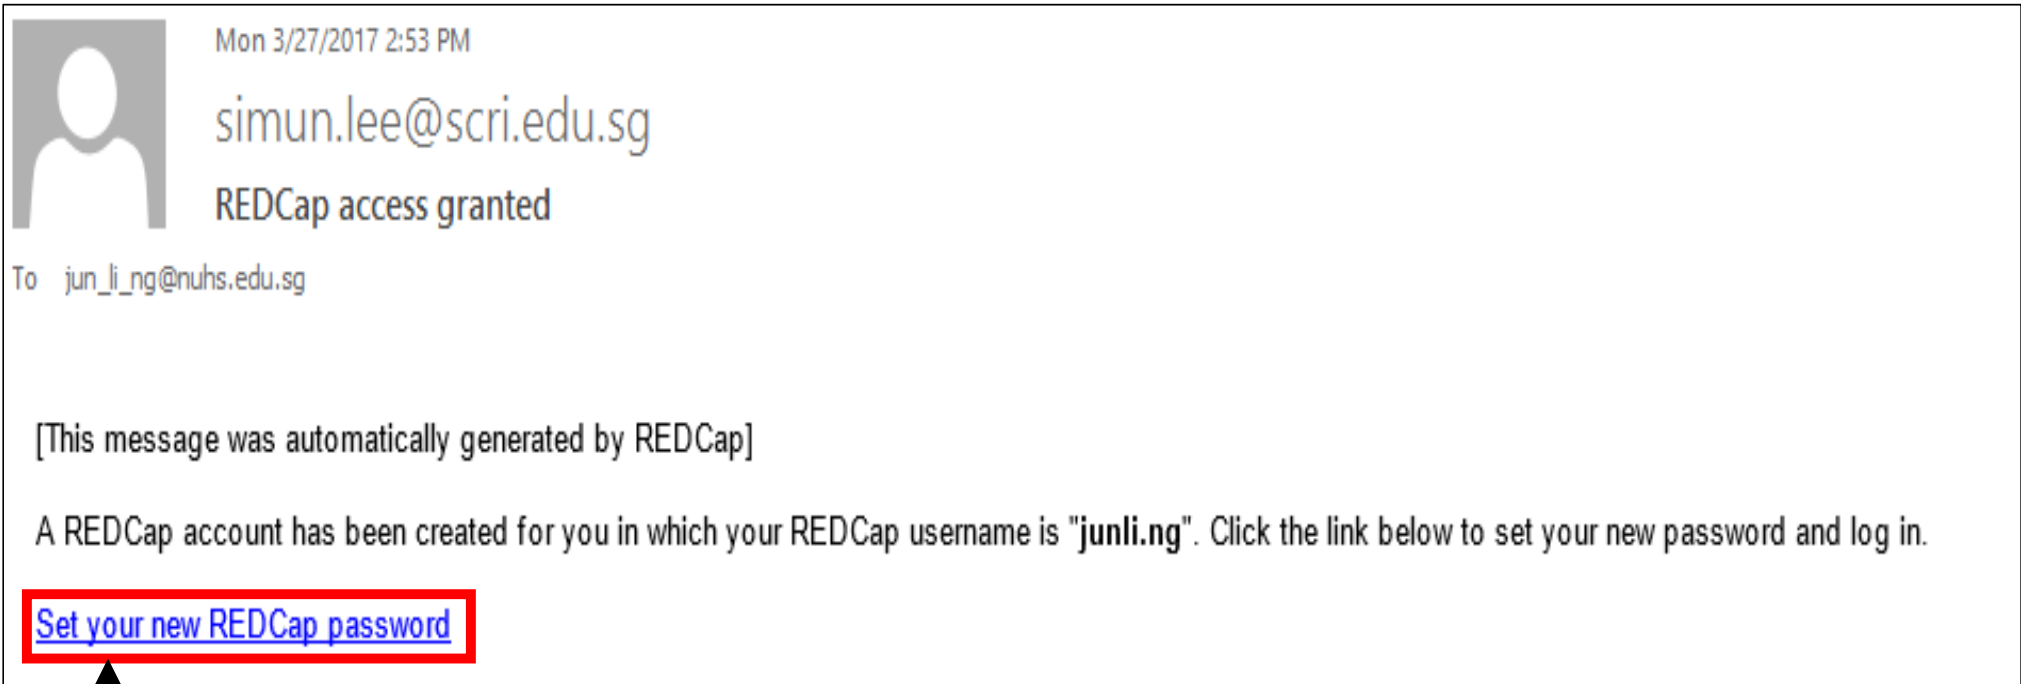 Mon 3/27/2017 2:53 PM
simun.lee@scri.edu.sg
REDCap access granted
To jun_li_ng@nuhs.edu.sg
[This message was automatically generated by REDCap]
A REDCap account has been created for you in which your REDCap username is "junli.ng". Click the link below to set your new password and log in.
Set your new REDCap password